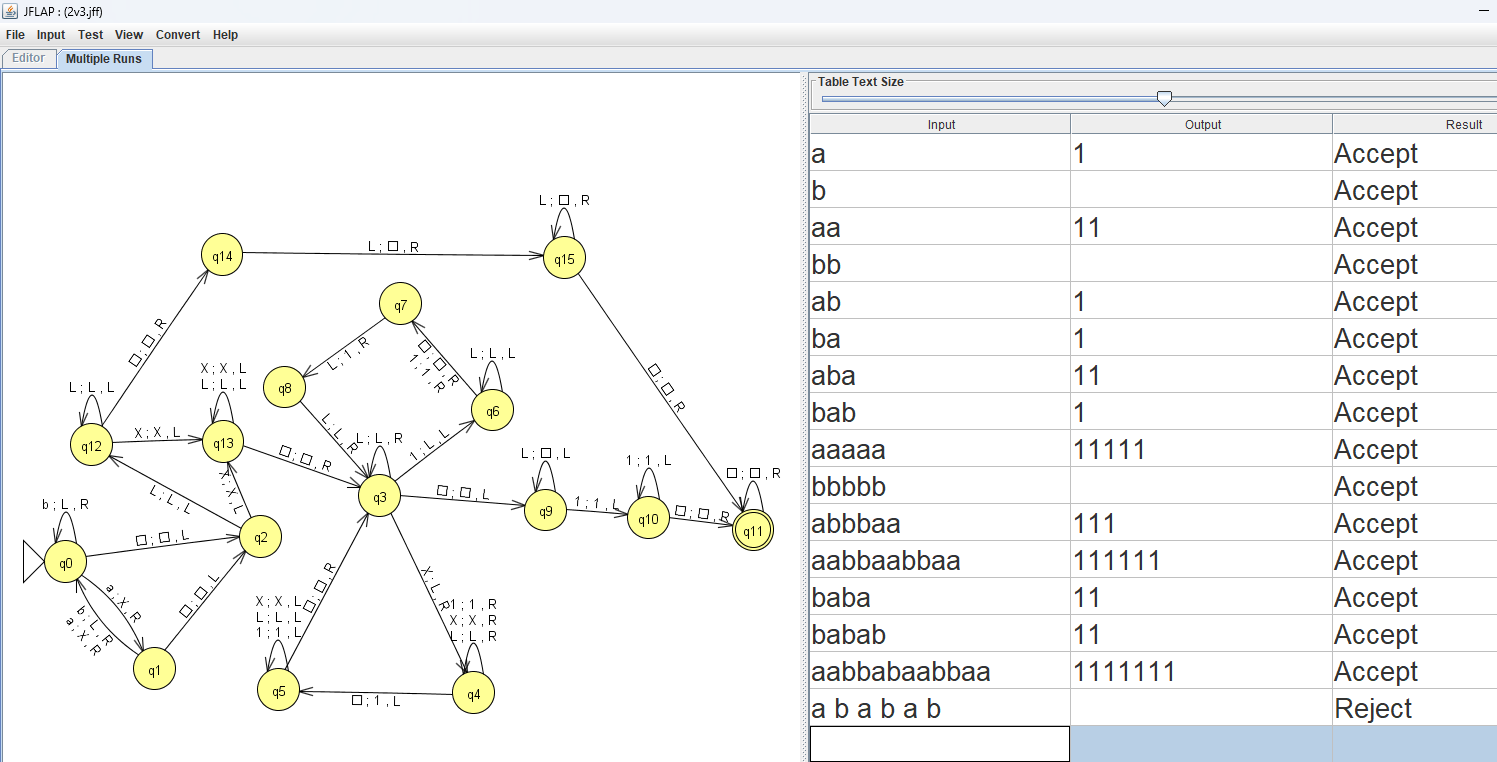 JFLAP : (2v3.jff)
File Input Test View Convert Help
Editor Multiple Runs
Table Text Size
Input Output Result
a 1 Accept
b Accept
aa 11 Accept
bb Accept
ab 1 Accept
ba 1 Accept
aba 11 Accept
bab 1 Accept
aaaaa 11111 Accept
bbbbb Accept
abbbaa 111 Accept
aabbaabbaa 111111 Accept
baba 11 Accept
babab 11 Accept
aabbabaabbaa 1111111 Accept
a b a b a b Reject
L ; □ , R
q14
L ; □ , R
q15
q7
□ ; □ , R
L ; 1 , R
□ ; □ , R
1 ; 1 , R
L ; L , L
□ ; □ , R
X ; X , L
L ; L , L
L ; L , L
q8
q6
q12
X ; X , L
q13
L ; L , R
L ; L , R
1 ; L , L
□ ; □ , R
q3
L ; □ , L
1 ; 1 , L
□ ; □ , R
□ ; □ , L
q9
1 ; 1 , L
q10
□ ; □ , R
q11
L ; L , L
X ; X , L
b ; L , R
□ ; □ , L
q2
q0
a ; X , R
b ; L , R
a ; X , R
□ ; □ , L
q1
□ ; □ , R
X ; L , R
X ; X , L
L ; L , L
1 ; 1 , L
1 ; 1 , R
X ; X , R
L ; L , R
q5
□ ; 1 , L
q4